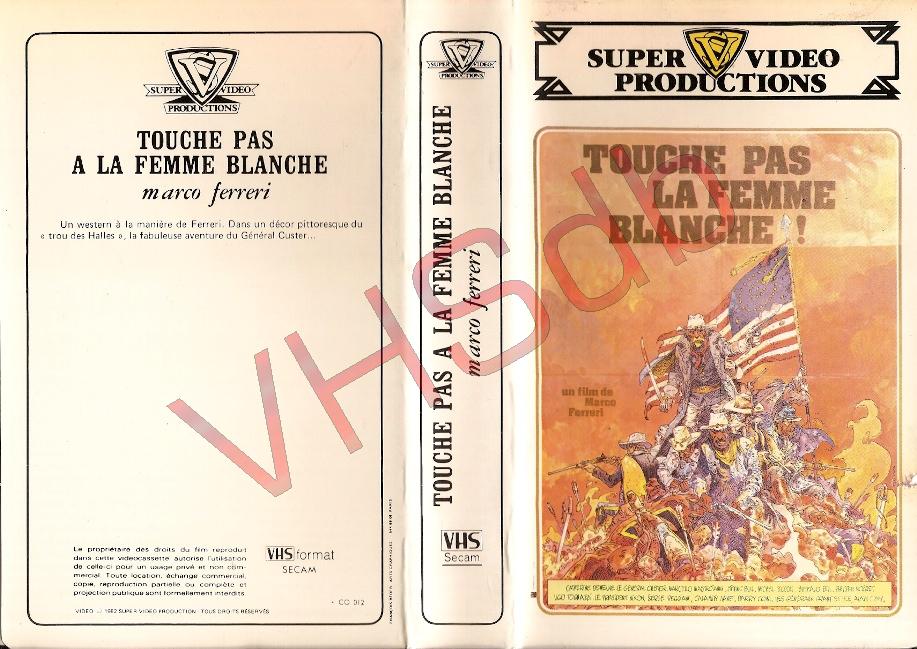 SUPER VIDEO
PRODUCTIONS
TOUCHE PAS
A LA FEMME BLANCHE
marco ferreri
Un western à la manière de Ferreri. Dans un décor pittoresque du
« trou des Halles », la fabuleuse aventure du Général Custer...
Le propriétaire des droits du film reproduit
dans cette vidéocassette autorise l'utilisation
de celle-ci pour un usage privé et non com-
mercial. Toute location, échange commercial,
copie, reproduction partielle ou complète et
projection publique sont formellement interdits.
VHS format
SECAM
CO 012
VIDEO 1982 SUPER VIDEO PRODUCTION TOUS DROITS RÉSERVÉS
SUPER VIDEO
PRODUCTIONS
TOUCHE PAS A LA FEMME BLANCHE
marco ferreri
VHS
Secam
SUPER VIDEO
PRODUCTIONS
TOUCHE PAS
LA FEMME
BLANCHE !
un film de
Marco
Ferreri
VHSdb